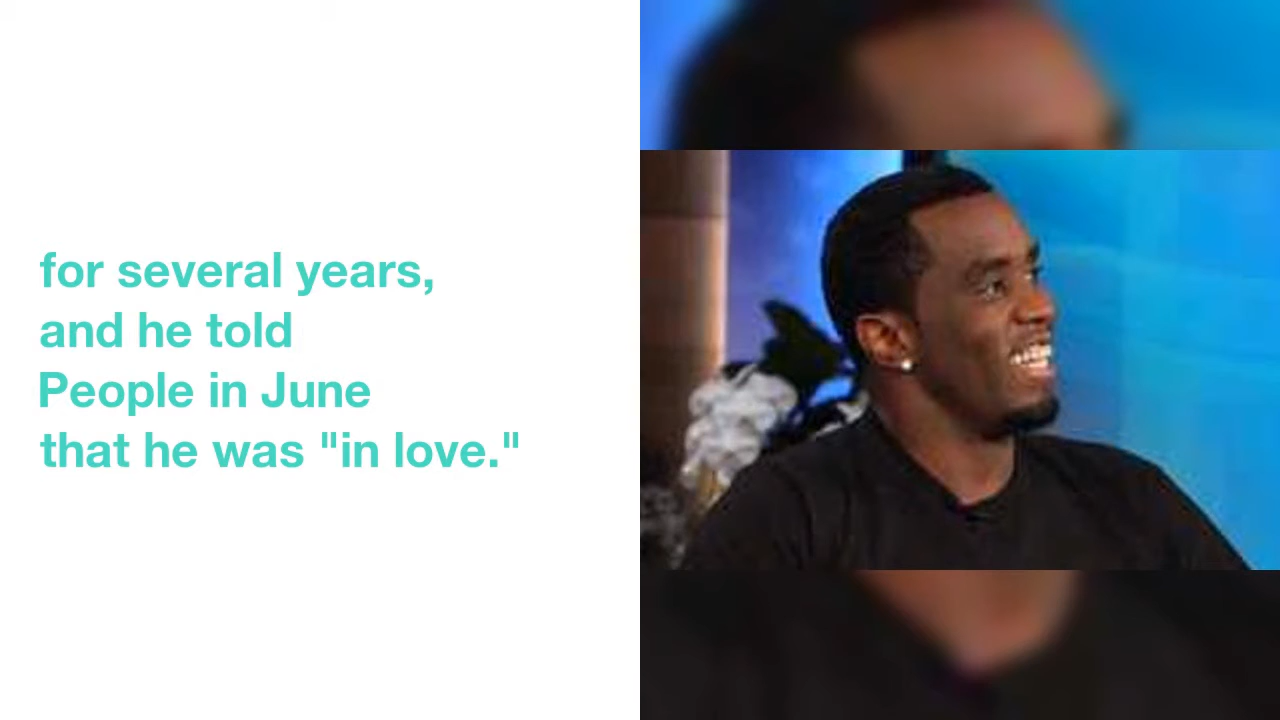 for several years,
and he told
People in June
that he was "in love."